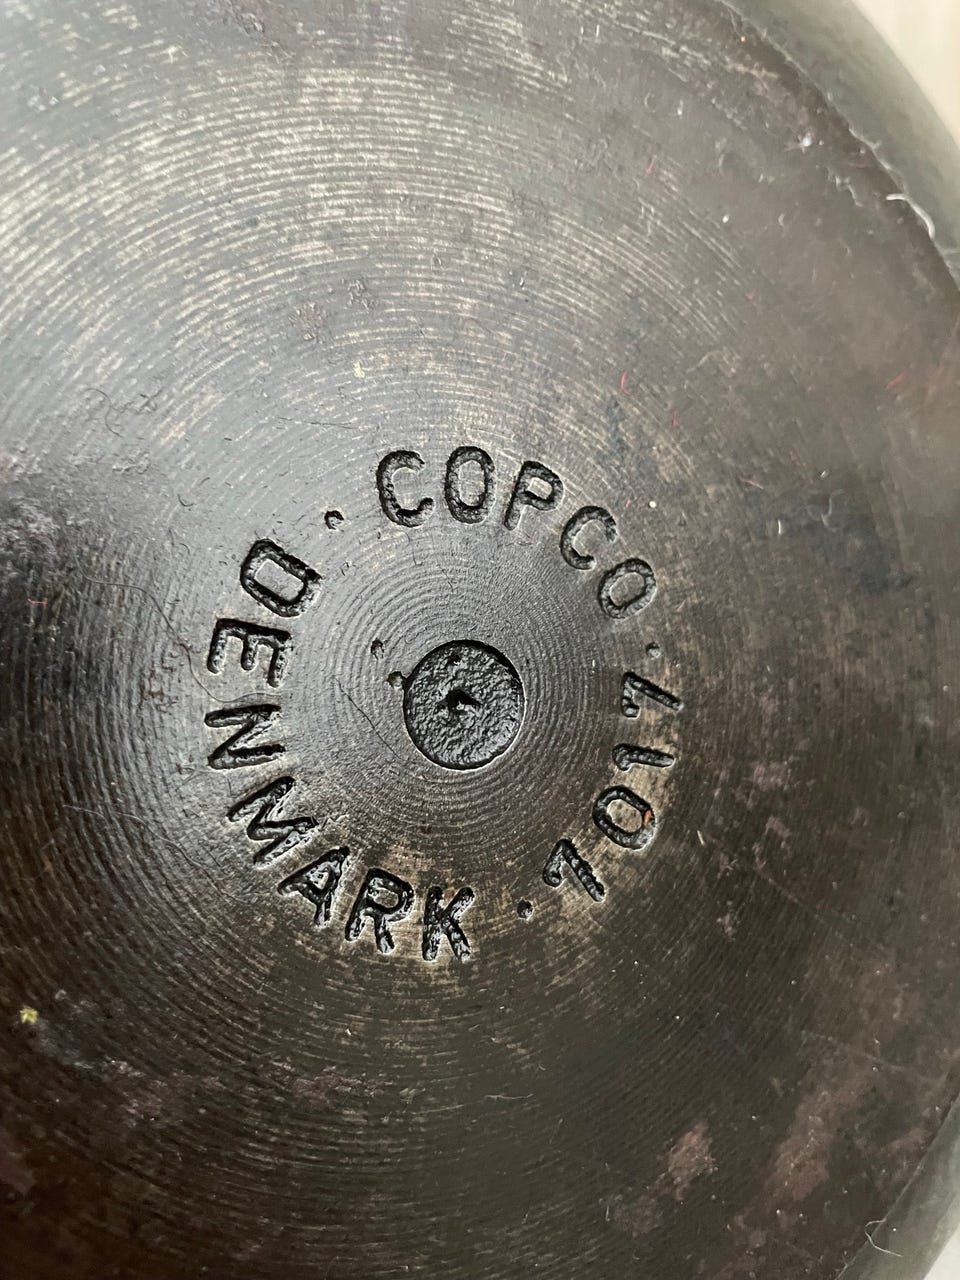 COPCO · 7017 · DENMARK ·